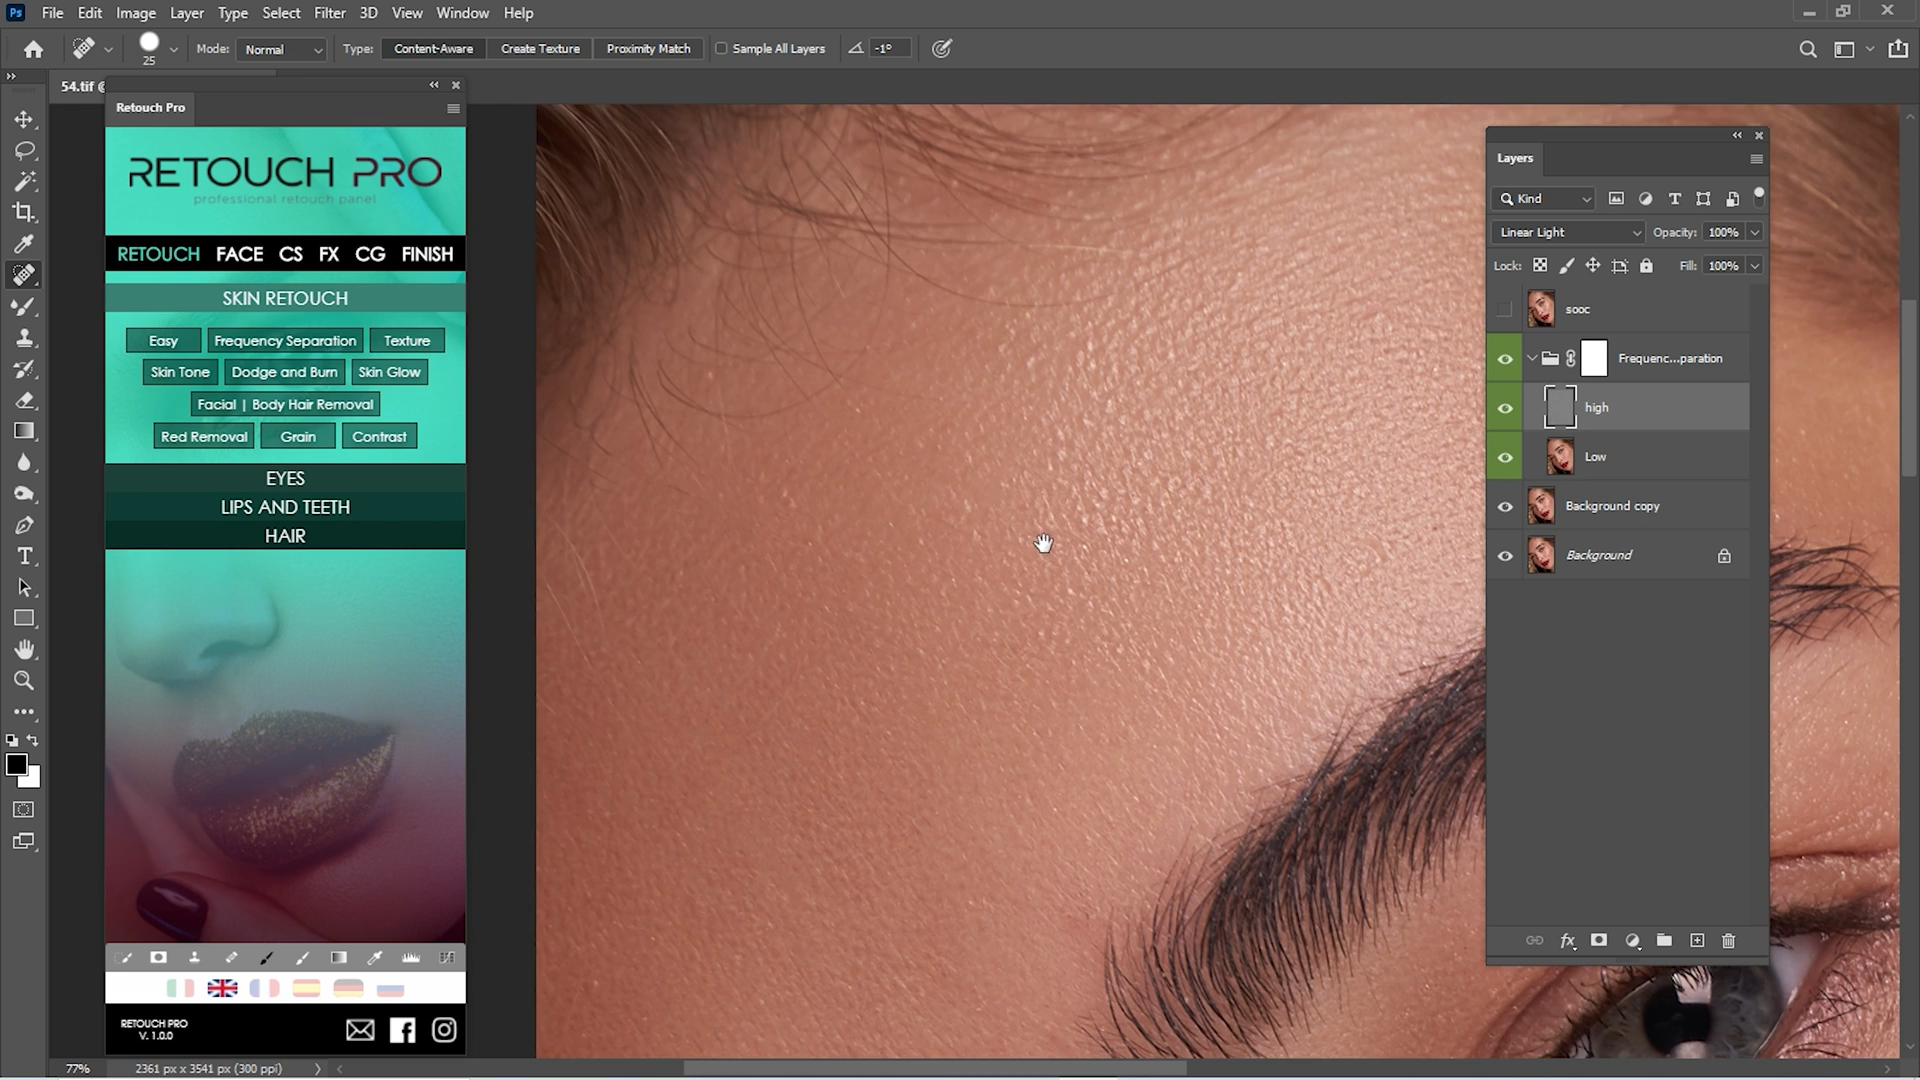 Ps File Edit Image Layer Type Select Filter 3D View Window Help
25 Mode: Normal Type: Content-Aware Create Texture Proximity Match Sample All Layers -1°
54.tif @
Retouch Pro
RETOUCH PRO
professional retouch panel
RETOUCH FACE CS FX CG FINISH
SKIN RETOUCH
Easy Frequency Separation Texture
Skin Tone Dodge and Burn Skin Glow
Facial | Body Hair Removal
Red Removal Grain Contrast
EYES
LIPS AND TEETH
HAIR
RETOUCH PRO
V. 1.0.0
Layers
Kind
Linear Light Opacity: 100%
Lock: Fill: 100%
sooc
Frequenc...paration
high
Low
Background copy
Background
fx
77% 2361 px x 3541 px (300 ppi)